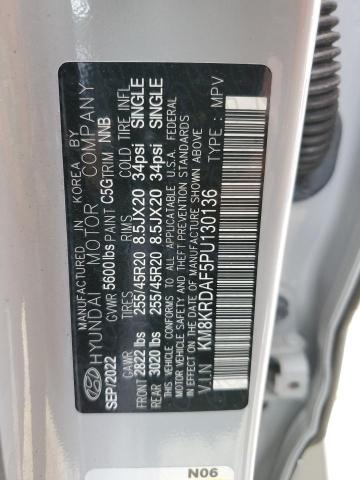 MANUFACTURED IN KOREA BY
HYUNDAI MOTOR COMPANY
SEP/2022 GVWR 5600lbs PAINT C5G TRIM NNB
GAWR TIRES RIMS COLD TIRE INFL
FRONT 2822 lbs 255/45R20 8.5JX20 34psi SINGLE
REAR 3020 lbs 255/45R20 8.5JX20 34psi SINGLE
THIS VEHICLE CONFORMS TO ALL APPLICABLE U.S.A. FEDERAL
MOTOR VEHICLE SAFETY AND THEFT PREVENTION STANDARDS
IN EFFECT ON THE DATE OF MANUFACTURE SHOWN ABOVE
V.I.N : KM8KRDAF5PU130136
TYPE : MPV
N06